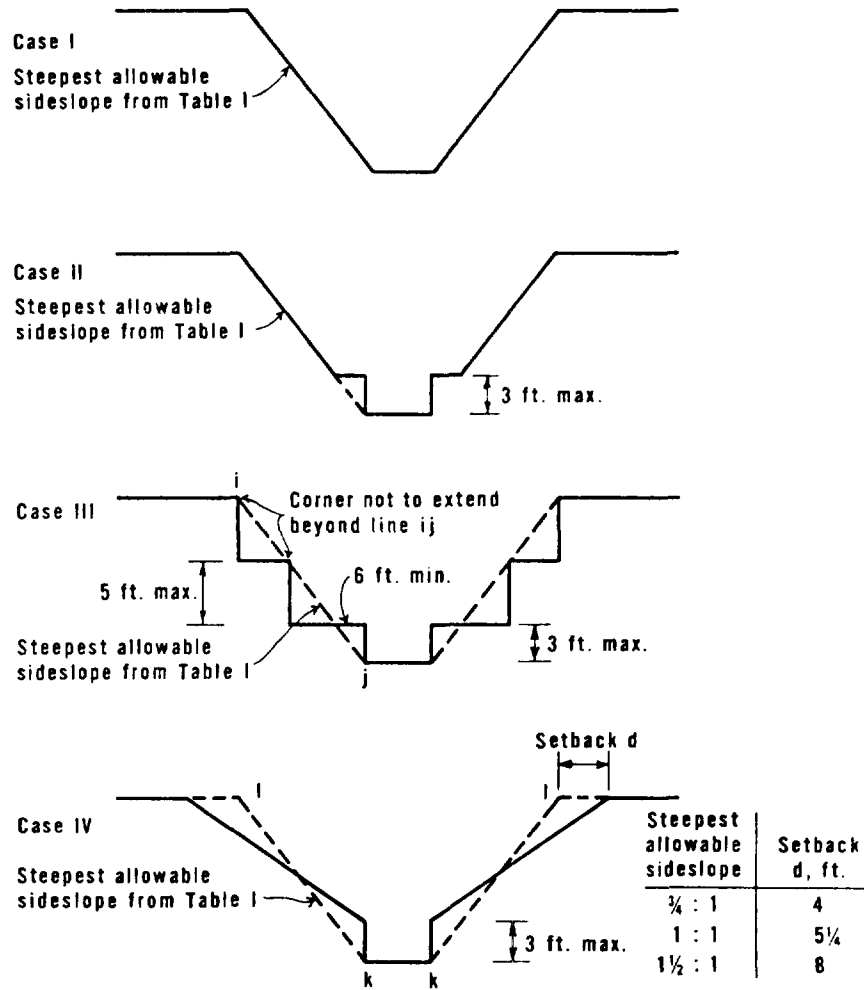 Case I
Steepest allowable
sideslope from Table I
Case II
Steepest allowable
sideslope from Table I
3 ft. max.
Case III
i
Corner not to extend
beyond line ij
5 ft. max.
6 ft. min.
Steepest allowable
sideslope from Table I
3 ft. max.
j
Setback d
Case IV
l
l
Steepest allowable
sideslope from Table I
3 ft. max.
k k
Steepest
allowable
sideslope
Setback
d, ft.
¾ : 1 4
1 : 1 5¼
1½ : 1 8